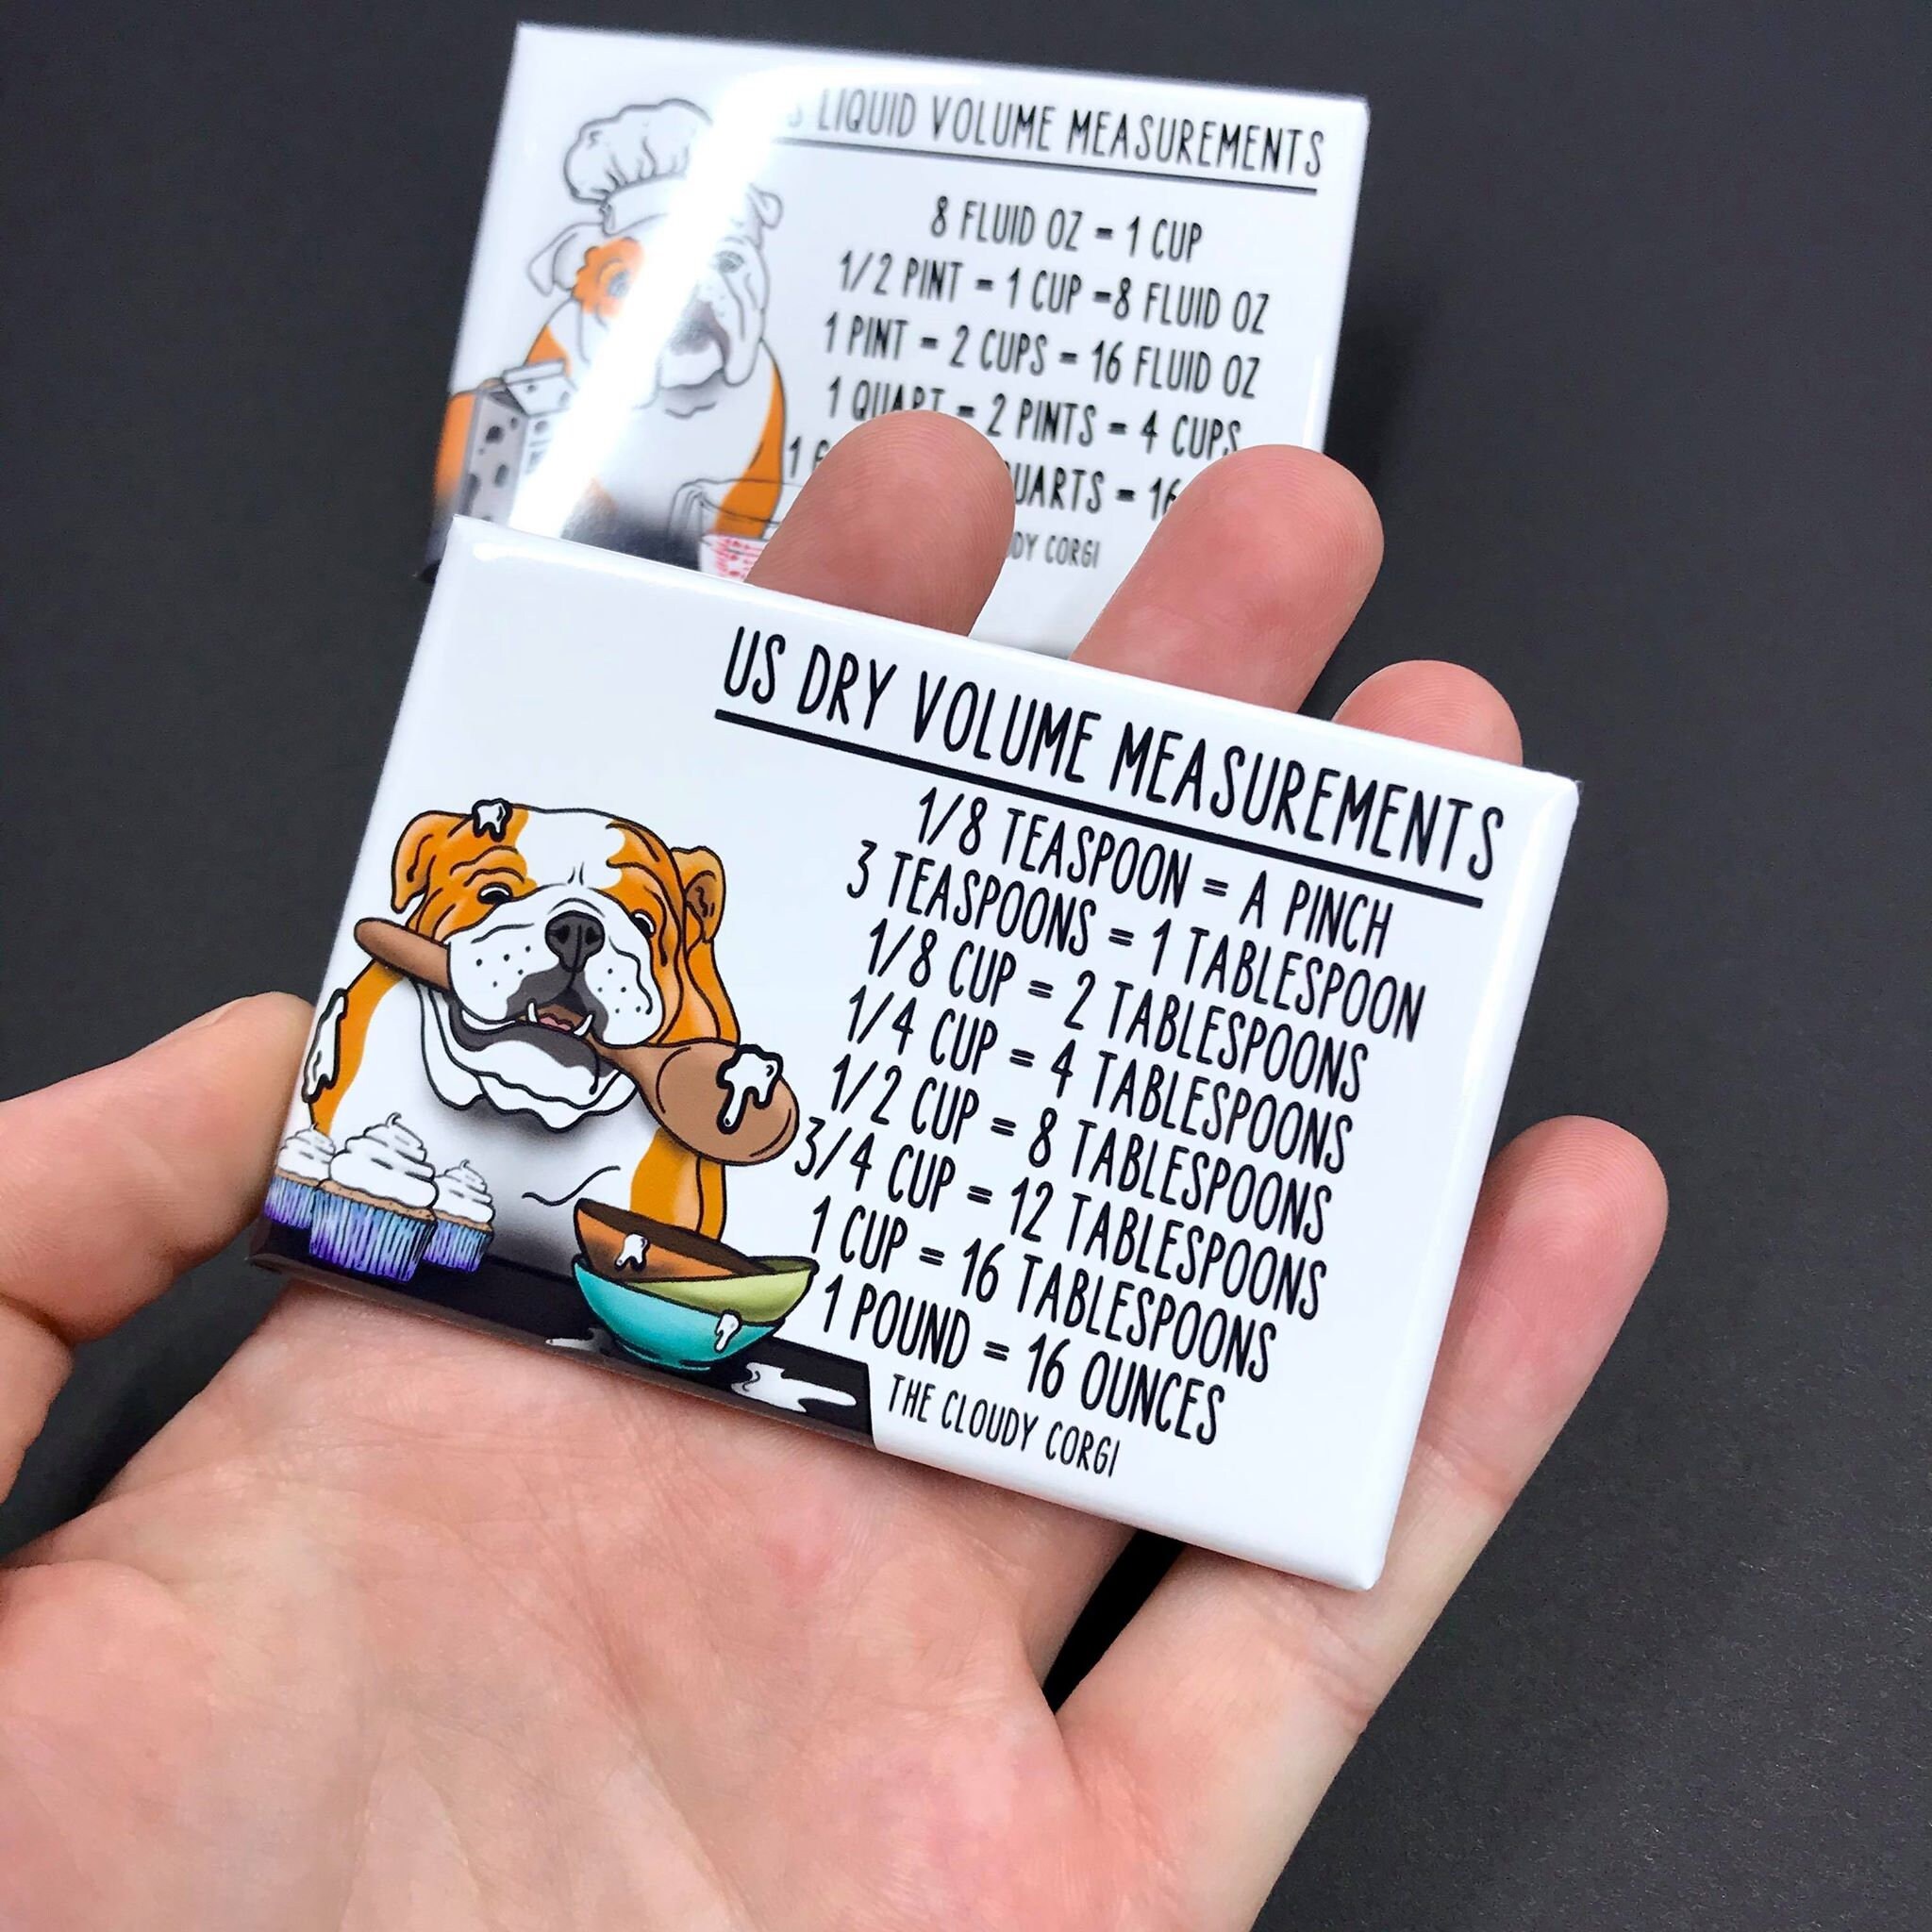 LIQUID VOLUME MEASUREMENTS
8 FLUID OZ = 1 CUP
1/2 PINT = 1 CUP =8 FLUID OZ
1 PINT = 2 CUPS = 16 FLUID OZ
1 QUART = 2 PINTS = 4 CUPS
1 = 16
CORGI
US DRY VOLUME MEASUREMENTS
1/8 TEASPOON = A PINCH
3 TEASPOONS = 1 TABLESPOON
1/8 CUP = 2 TABLESPOONS
1/4 CUP = 4 TABLESPOONS
1/2 CUP = 8 TABLESPOONS
3/4 CUP = 12 TABLESPOONS
1 CUP = 16 TABLESPOONS
1 POUND = 16 OUNCES
THE CLOUDY CORGI